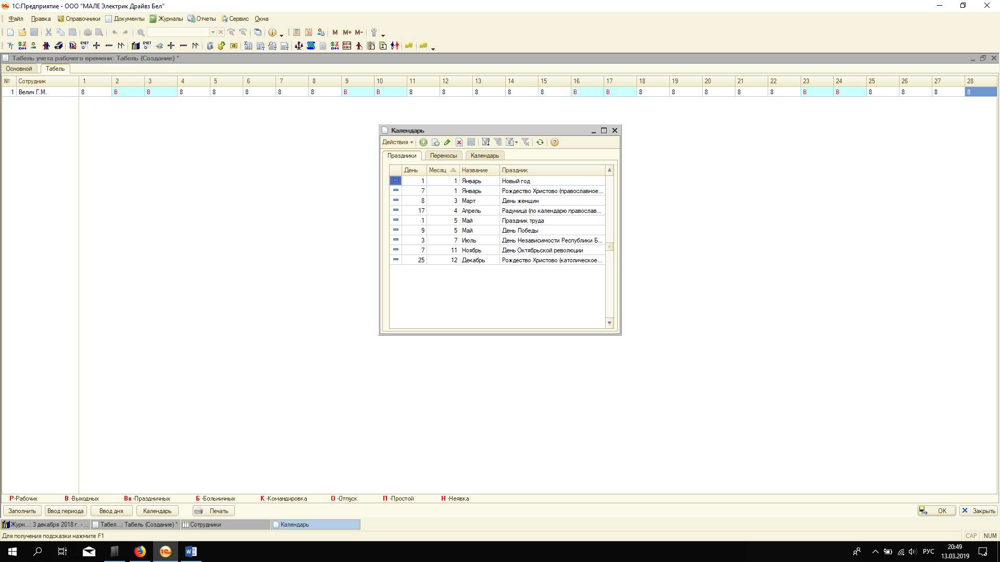 1С:Предприятие - ООО "МАЛЕ Электрик Драйвз Бел"
Файл Правка Справочники Документы Журналы Отчеты Сервис Окна
M M+ M-
Табель учета рабочего времени: Табель (Создание) *
Основной Табель
№ Сотрудник 1 2 3 4 5 6 7 8 9 10 11 12 13 14 15 16 17 18 19 20 21 22 23 24 25 26 27 28
1 Велич Г.М. 8 В В 8 8 8 8 8 В В 8 8 8 8 8 В В 8 8 8 8 8 В В 8 8 8 8
Календарь
Действия
Праздники Переносы Календарь
День Месяц Название Праздник
1 1 Январь Новый год
7 1 Январь Рождество Христово (православное...
8 3 Март День женщин
17 4 Апрель Радуница (по календарю православ...
1 5 Май Праздник труда
9 5 Май День Победы
3 7 Июль День Независимости Республики Б...
7 11 Ноябрь День Октябрьской революции
25 12 Декабрь Рождество Христово (католическое...
Р-Рабочих В -Выходных Вх -Праздничных Б -Больничных К -Командировка О -Отпуск П -Простой Н -Неявка
Заполнить Ввод периода Ввод дня Календарь Печать OK Закрыть
Журн...: 3 декабря 2018 г. - ... Табел...: Табель (Создание) * Сотрудники Календарь
Для получения подсказки нажмите F1 CAP NUM
РУС 20:49
13.03.2019